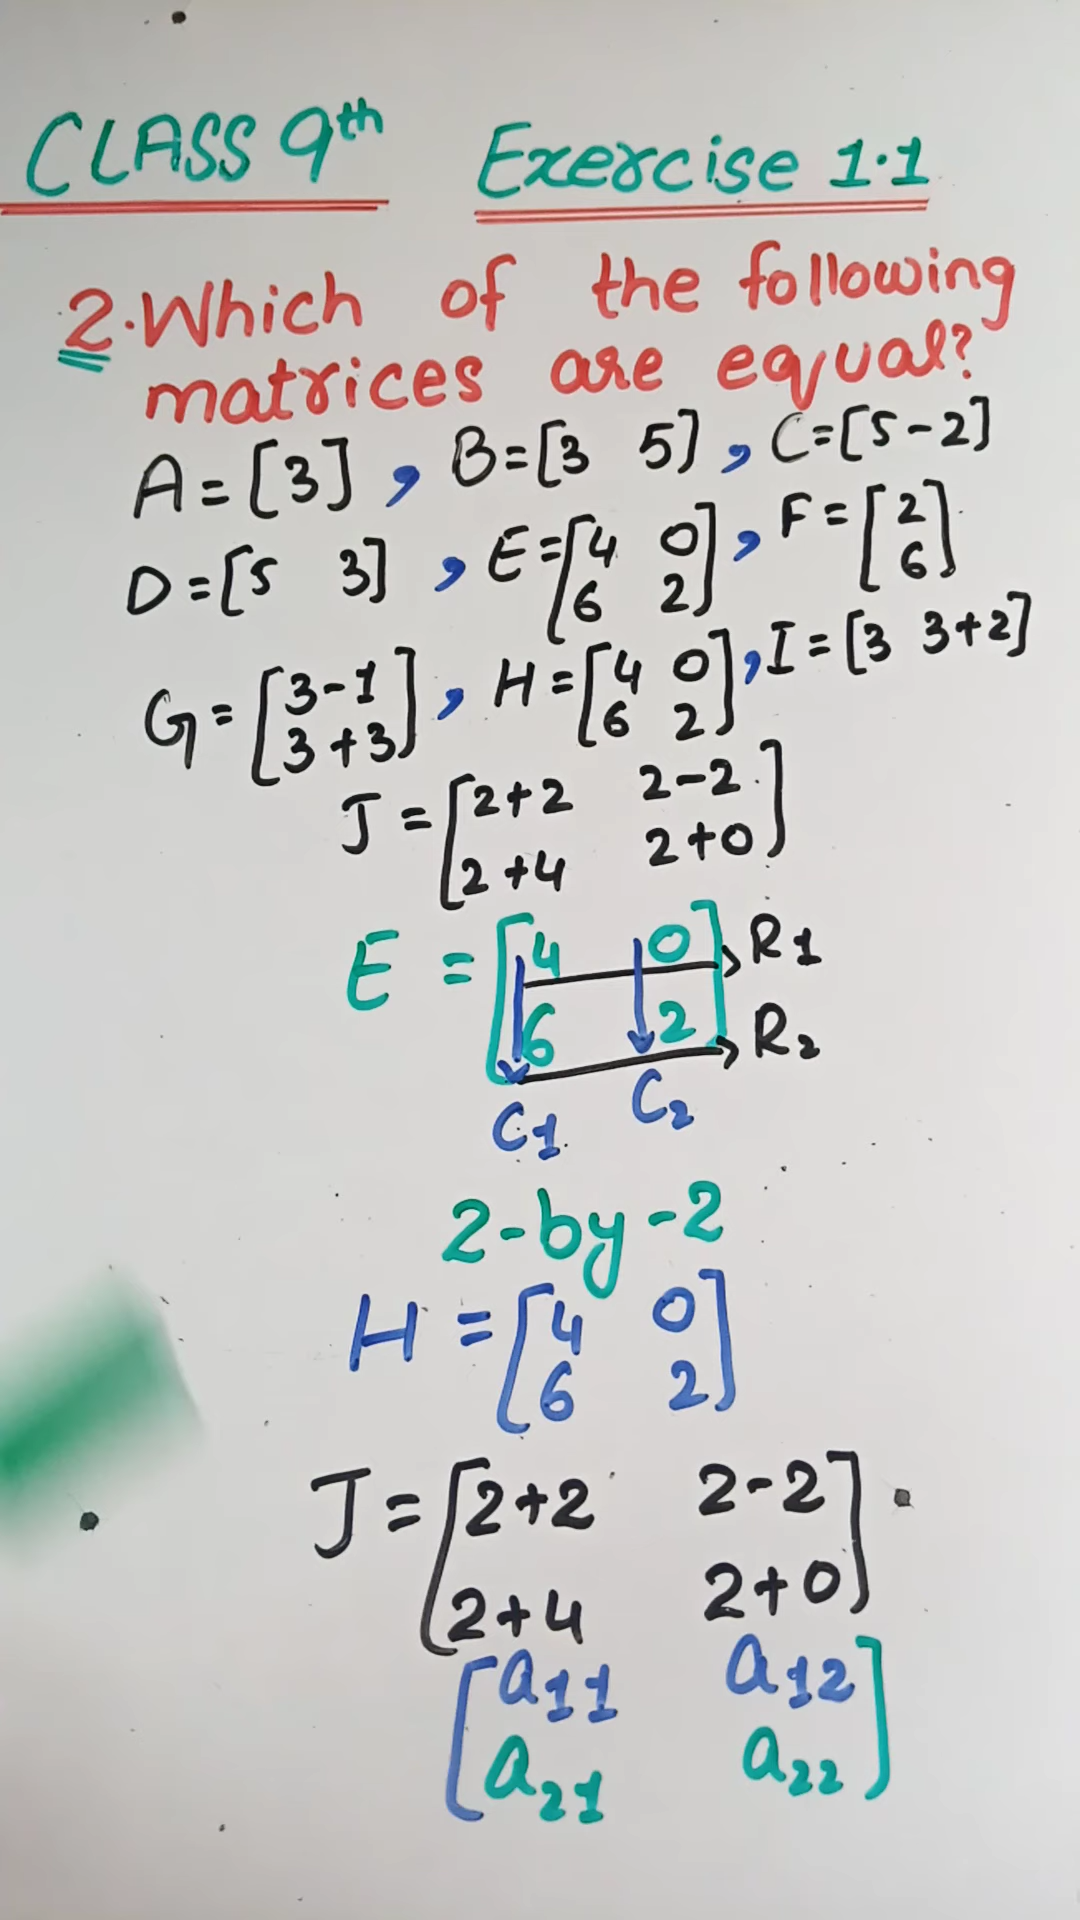 CLASS 9th Exercise 1.1
2. Which of the following
matrices are equal?
A = [3] , B = [3 5] , C = [5-2]
D = [5 3] , E = [4 0 , F = [2
6 2] 6]
G = [3-1 , H = [4 0 , I = [3 3+2]
3+3] 6 2]
J = [2+2 2-2
2+4 2+0]
E = [4 0 R1
6 2] R2
C1 C2
2-by-2
H = [4 0
6 2]
J = [2+2 2-2
2+4 2+0]
[a11 a12
a21 a22]